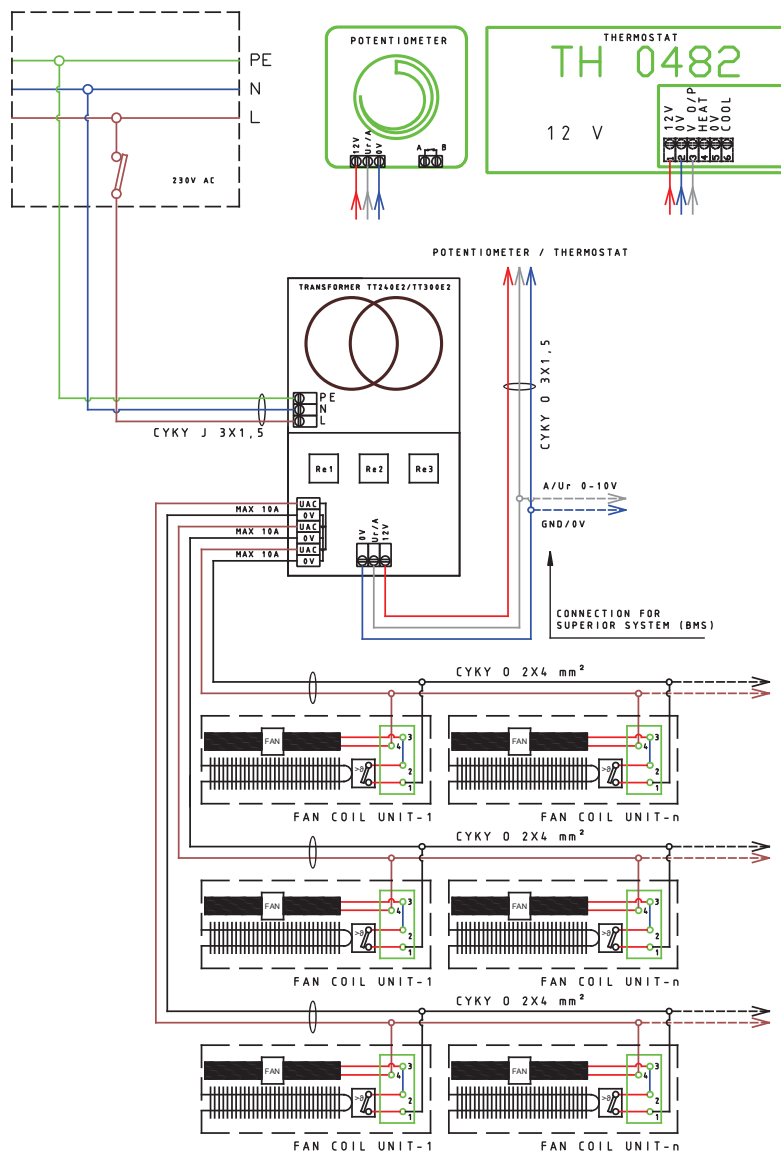 PE
N
L
230V AC
POTENTIOMETER
12V
Ur/A
0V
A
B
THERMOSTAT
TH 0482
12 V
12V
0V
V O/P
HEAT
0V
COOL
1
2
3
4
5
6
POTENTIOMETER / THERMOSTAT
TRANSFORMER TT240E2/TT300E2
PE
N
L
CYKY J 3X1,5
CYKY O 3X1,5
Re1
Re2
Re3
A/Ur 0-10V
GND/0V
UAC
MAX 10A
0V
UAC
MAX 10A
0V
UAC
MAX 10A
0V
0V
Ur/A
12V
CONNECTION FOR
SUPERIOR SYSTEM (BMS)
CYKY O 2X4 mm²
FAN
3
4
>ϑ
2
1
FAN
3
4
>ϑ
2
1
FAN COIL UNIT-1
FAN COIL UNIT-n
CYKY O 2X4 mm²
FAN
3
4
>ϑ
2
1
FAN
3
4
>ϑ
2
1
FAN COIL UNIT-1
FAN COIL UNIT-n
CYKY O 2X4 mm²
FAN
3
4
>ϑ
2
1
FAN
3
4
>ϑ
2
1
FAN COIL UNIT-1
FAN COIL UNIT-n